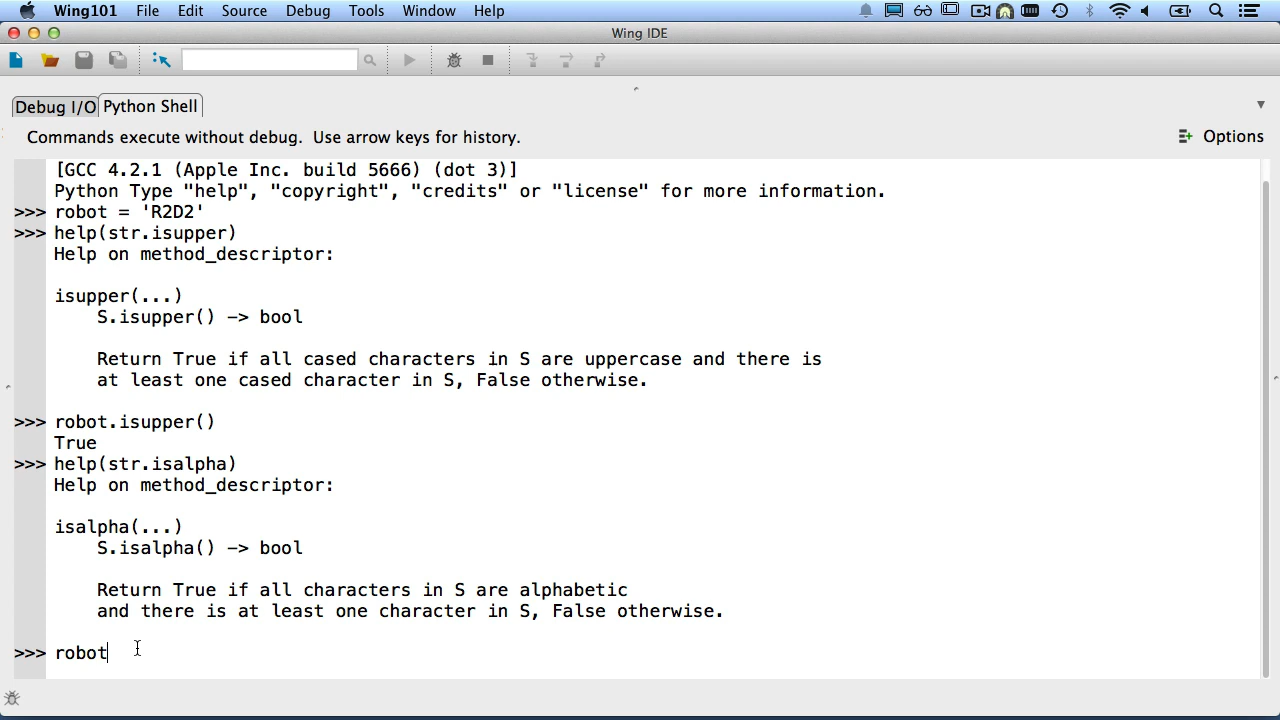 Wing101 File Edit Source Debug Tools Window Help
Wing IDE
Debug I/O Python Shell
Commands execute without debug. Use arrow keys for history. Options
[GCC 4.2.1 (Apple Inc. build 5666) (dot 3)]
Python Type "help", "copyright", "credits" or "license" for more information.
>>> robot = 'R2D2'
>>> help(str.isupper)
Help on method_descriptor:
isupper(...)
S.isupper() -> bool
Return True if all cased characters in S are uppercase and there is
at least one cased character in S, False otherwise.
>>> robot.isupper()
True
>>> help(str.isalpha)
Help on method_descriptor:
isalpha(...)
S.isalpha() -> bool
Return True if all characters in S are alphabetic
and there is at least one character in S, False otherwise.
>>> robot